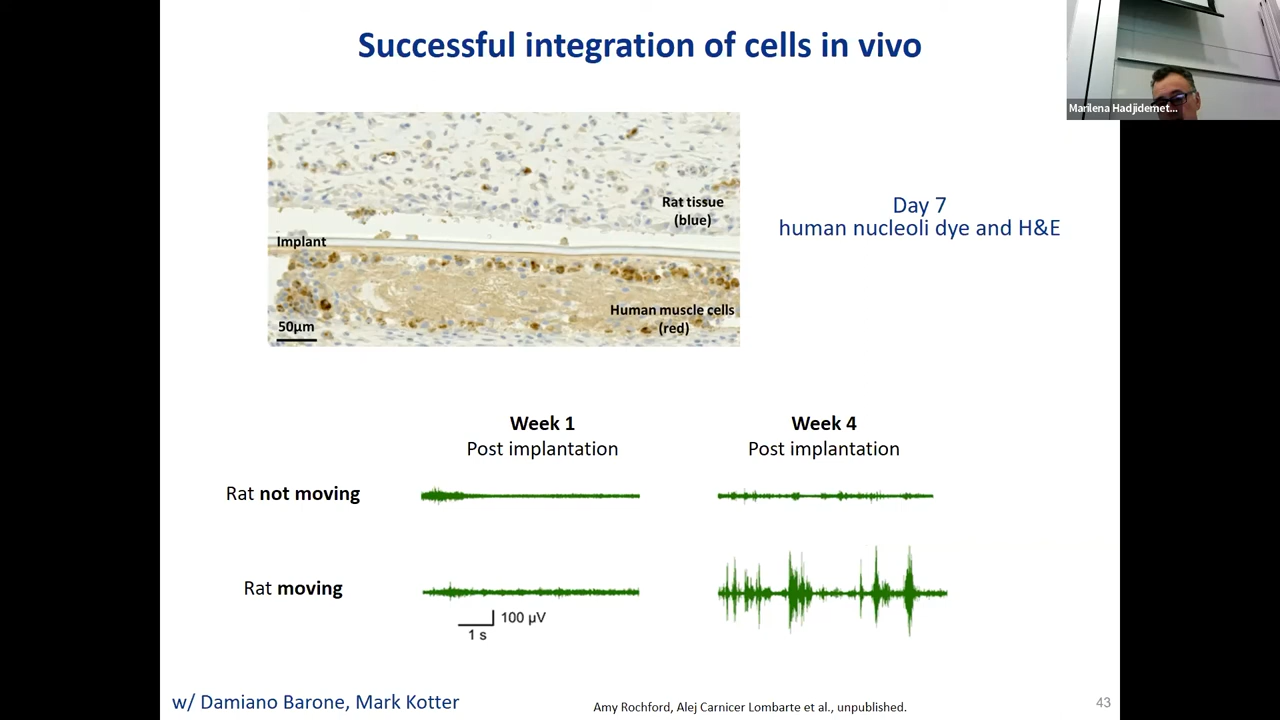 Successful integration of cells in vivo
Marilena Hadjidemet...
Rat tissue
(blue)
Implant
Human muscle cells
(red)
50µm
Day 7
human nucleoli dye and H&E
Week 1
Post implantation
Week 4
Post implantation
Rat not moving
Rat moving
100 µV
1 s
w/ Damiano Barone, Mark Kotter
Amy Rochford, Alej Carnicer Lombarte et al., unpublished.
43